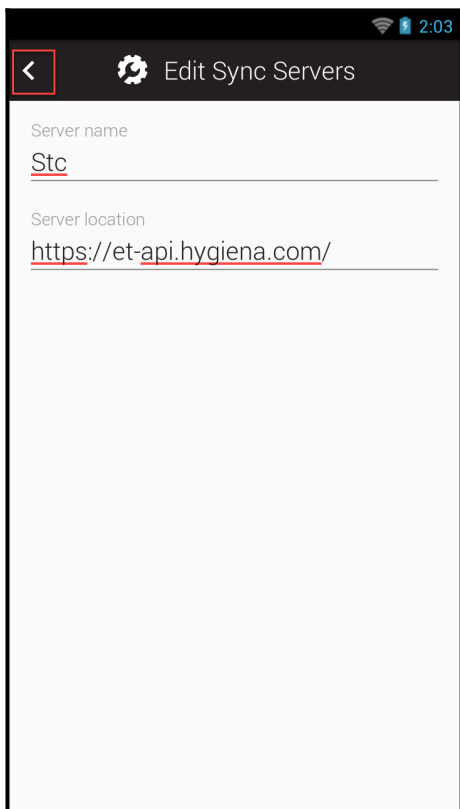 2:03
Edit Sync Servers
Server name
Stc
Server location
https://et-api.hygiena.com/